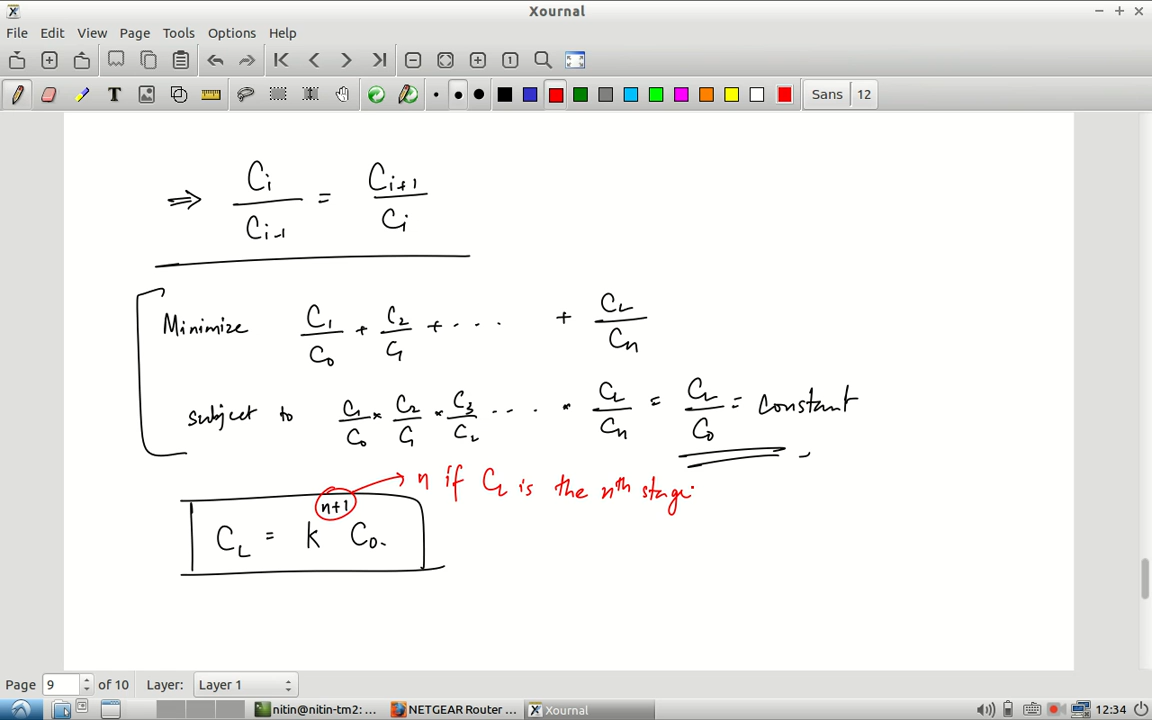 Xournal
File Edit View Page Tools Options Help
Sans 12
⇒ Ci/Ci-1 = Ci+1/Ci
Minimize C1/C0 + C2/C1 + .... + CL/Cn
subject to C1/C0 * C2/C1 * C3/C2 .... * CL/Cn = CL/C0 = constant
n if CL is the nth stage
CL = k^n+1 C0.
Page 9 of 10 Layer: Layer 1
nitin@nitin-tm2: ... NETGEAR Router ... Xournal 12:34